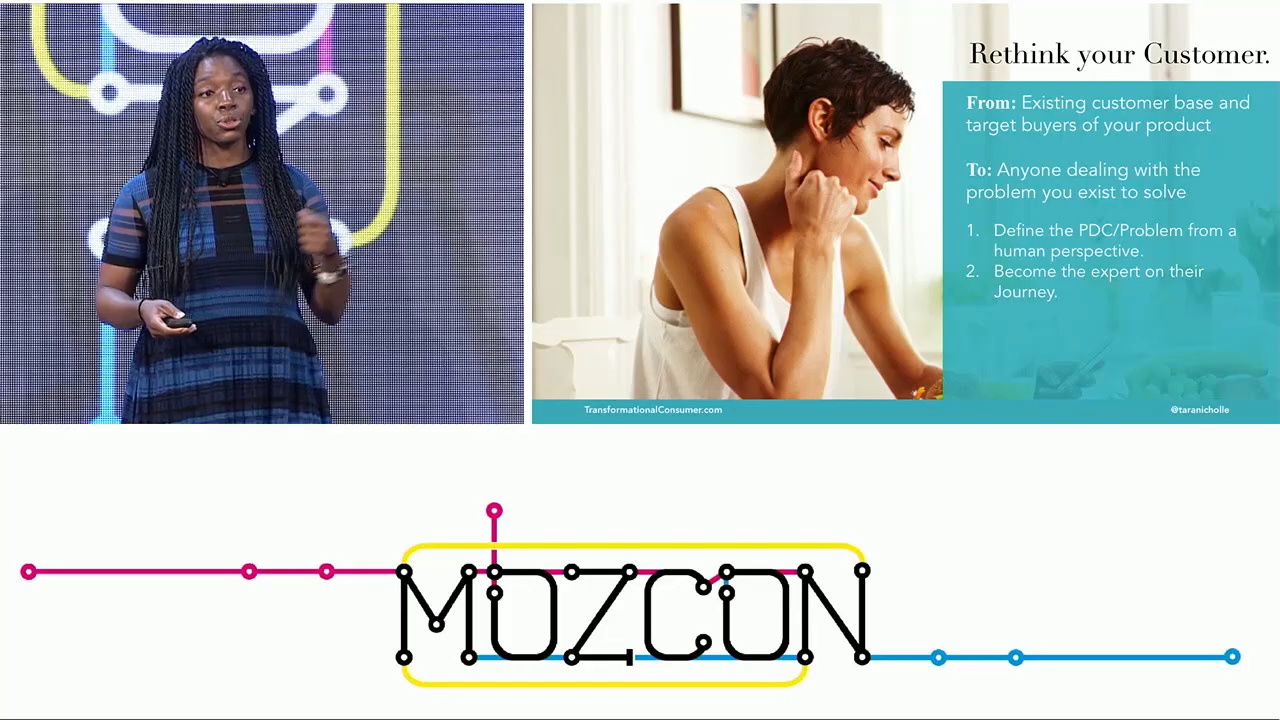 Rethink your Customer.
From: Existing customer base and
target buyers of your product
To: Anyone dealing with the
problem you exist to solve
1. Define the PDC/Problem from a
human perspective.
2. Become the expert on their
Journey.
TransformationalConsumer.com
@taranicholle
MOZCON